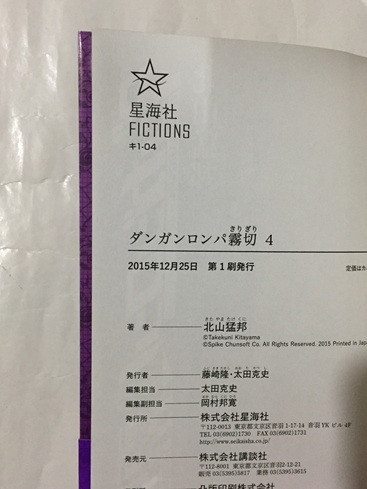 星海社
FICTIONS
キ1-04
ダンガンロンパ霧切 4
きり ぎり
2015年12月25日 第1刷発行
定価はカ
きた やま たけ くに
著者 北山猛邦
©Takekuni Kitayama
©Spike Chunsoft Co. All Rights Reserved. 2015 Printed in Japa
発行者 藤崎隆・太田克史
編集担当 太田克史
編集副担当 岡村邦寛
発行所 株式会社星海社
〒112-0013 東京都文京区音羽1-17-14 音羽YKビル4F
TEL 03(6902)1730 FAX 03(6902)1731
http://www.seikaisha.co.jp/
発売元 株式会社講談社
〒112-8001 東京都文京区音羽2-12-21
販売 03(5395)5817 業務 03(5395)3615
凸版印刷株式会社